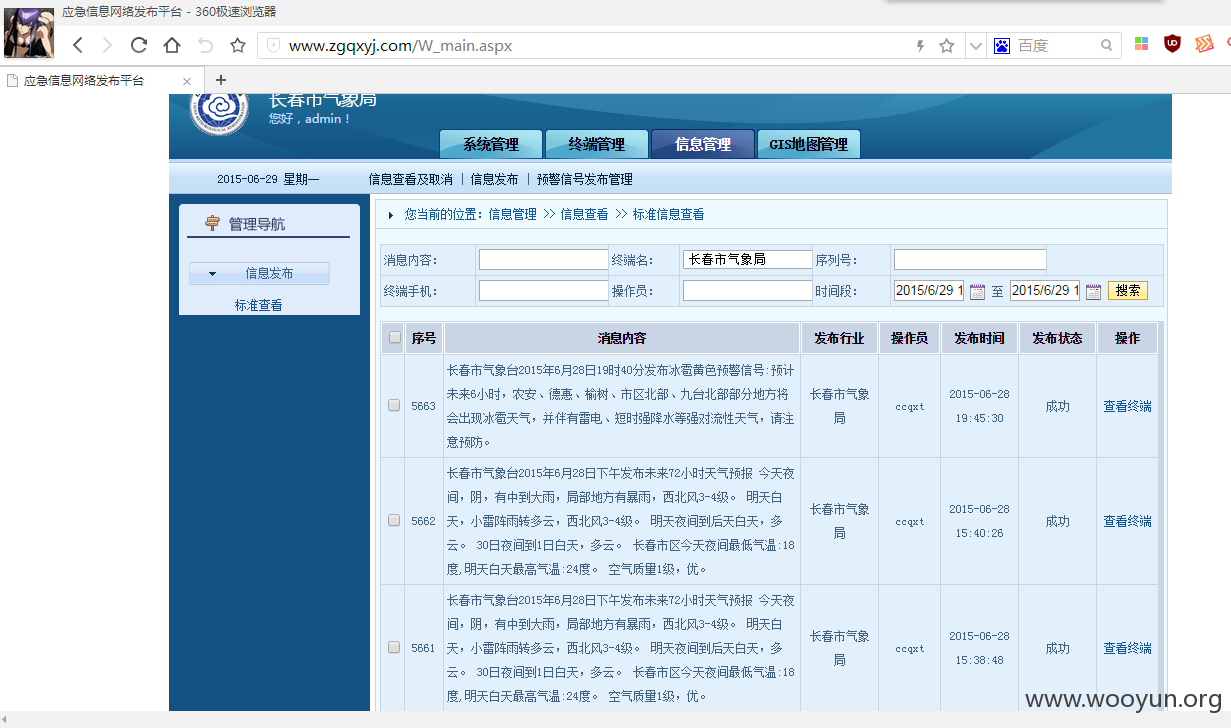 应急信息网络发布平台 - 360极速浏览器
www.zgqxyj.com/W_main.aspx
百度
应急信息网络发布平台
长春市气象局
您好，admin！
系统管理 终端管理 信息管理 GIS地图管理
2015-06-29 星期一 信息查看及取消 | 信息发布 | 预警信号发布管理
管理导航
信息发布
标准查看
您当前的位置：信息管理 >> 信息查看 >> 标准信息查看
消息内容: 终端名: 长春市气象局 序列号:
终端手机: 操作员: 时间段: 2015/6/29 1 至 2015/6/29 1 搜索
序号 消息内容 发布行业 操作员 发布时间 发布状态 操作
长春市气象台2015年6月28日19时40分发布冰雹黄色预警信号:预计
未来6小时，农安、德惠、榆树、市区北部、九台北部部分地方将
会出现冰雹天气，并伴有雷电、短时强降水等强对流性天气，请注
意预防。
5663 长春市气象局 ccqxt 2015-06-28 19:45:30 成功 查看终端
长春市气象台2015年6月28日下午发布未来72小时天气预报 今天夜
间，阴，有中到大雨，局部地方有暴雨，西北风3-4级。 明天白
天，小雷阵雨转多云，西北风3-4级。 明天夜间到后天白天，多
云。 30日夜间到1日白天，多云。 长春市区今天夜间最低气温:18
度,明天白天最高气温:24度。 空气质量1级，优。
5662 长春市气象局 ccqxt 2015-06-28 15:40:26 成功 查看终端
长春市气象台2015年6月28日下午发布未来72小时天气预报 今天夜
间，阴，有中到大雨，局部地方有暴雨，西北风3-4级。 明天白
天，小雷阵雨转多云，西北风3-4级。 明天夜间到后天白天，多
云。 30日夜间到1日白天，多云。 长春市区今天夜间最低气温:18
度,明天白天最高气温:24度。 空气质量1级，优。
5661 长春市气象局 ccqxt 2015-06-28 15:38:48 成功 查看终端
www.wooyun.org